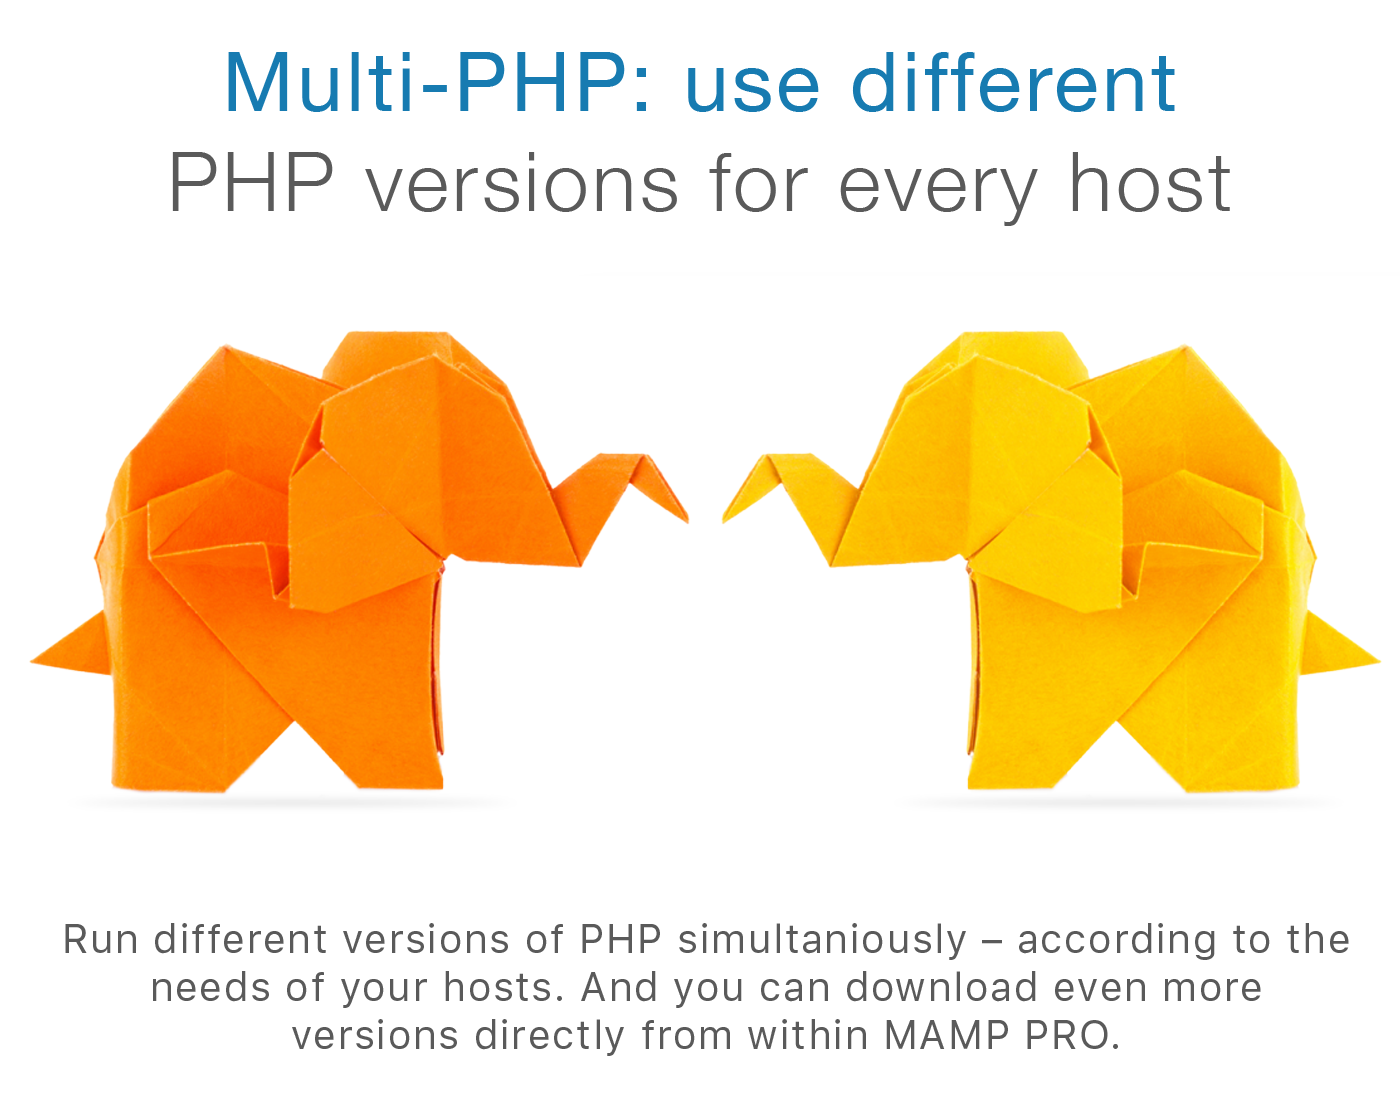 Multi-PHP: use different
PHP versions for every host
Run different versions of PHP simultaniously – according to the
needs of your hosts. And you can download even more
versions directly from within MAMP PRO.